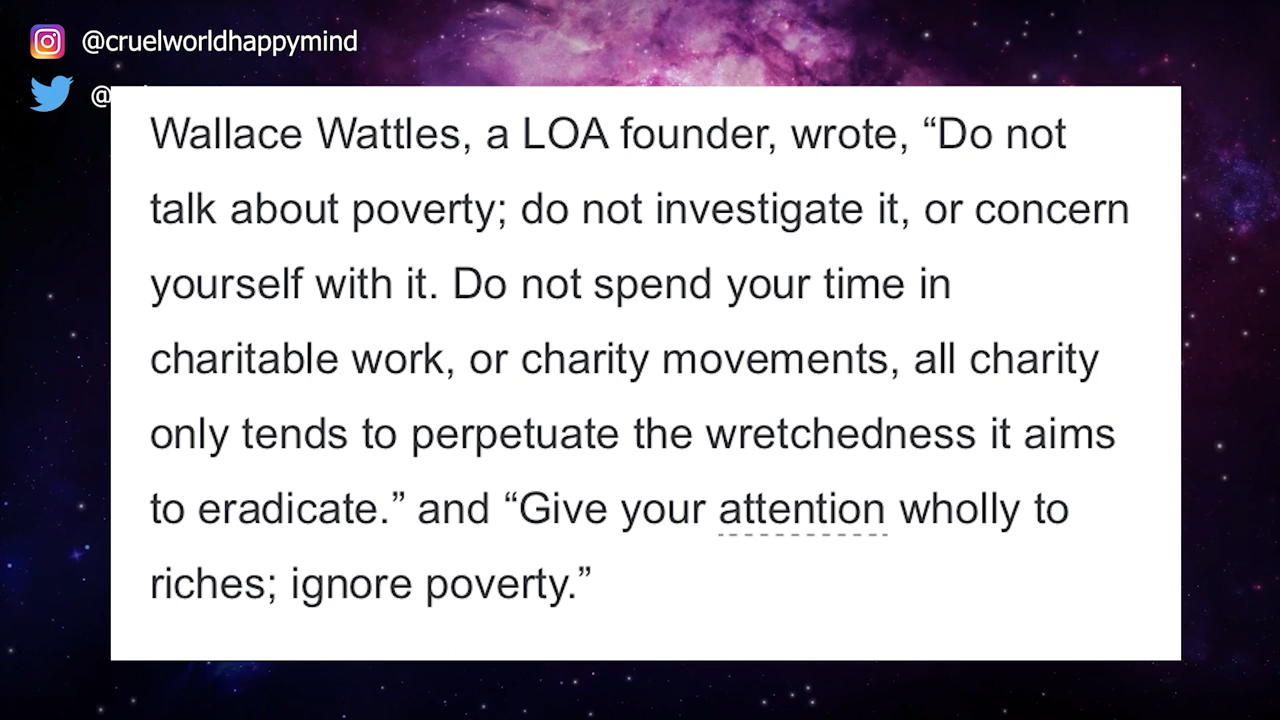 @cruelworldhappymind
@
Wallace Wattles, a LOA founder, wrote, “Do not
talk about poverty; do not investigate it, or concern
yourself with it. Do not spend your time in
charitable work, or charity movements, all charity
only tends to perpetuate the wretchedness it aims
to eradicate.” and “Give your attention wholly to
riches; ignore poverty.”